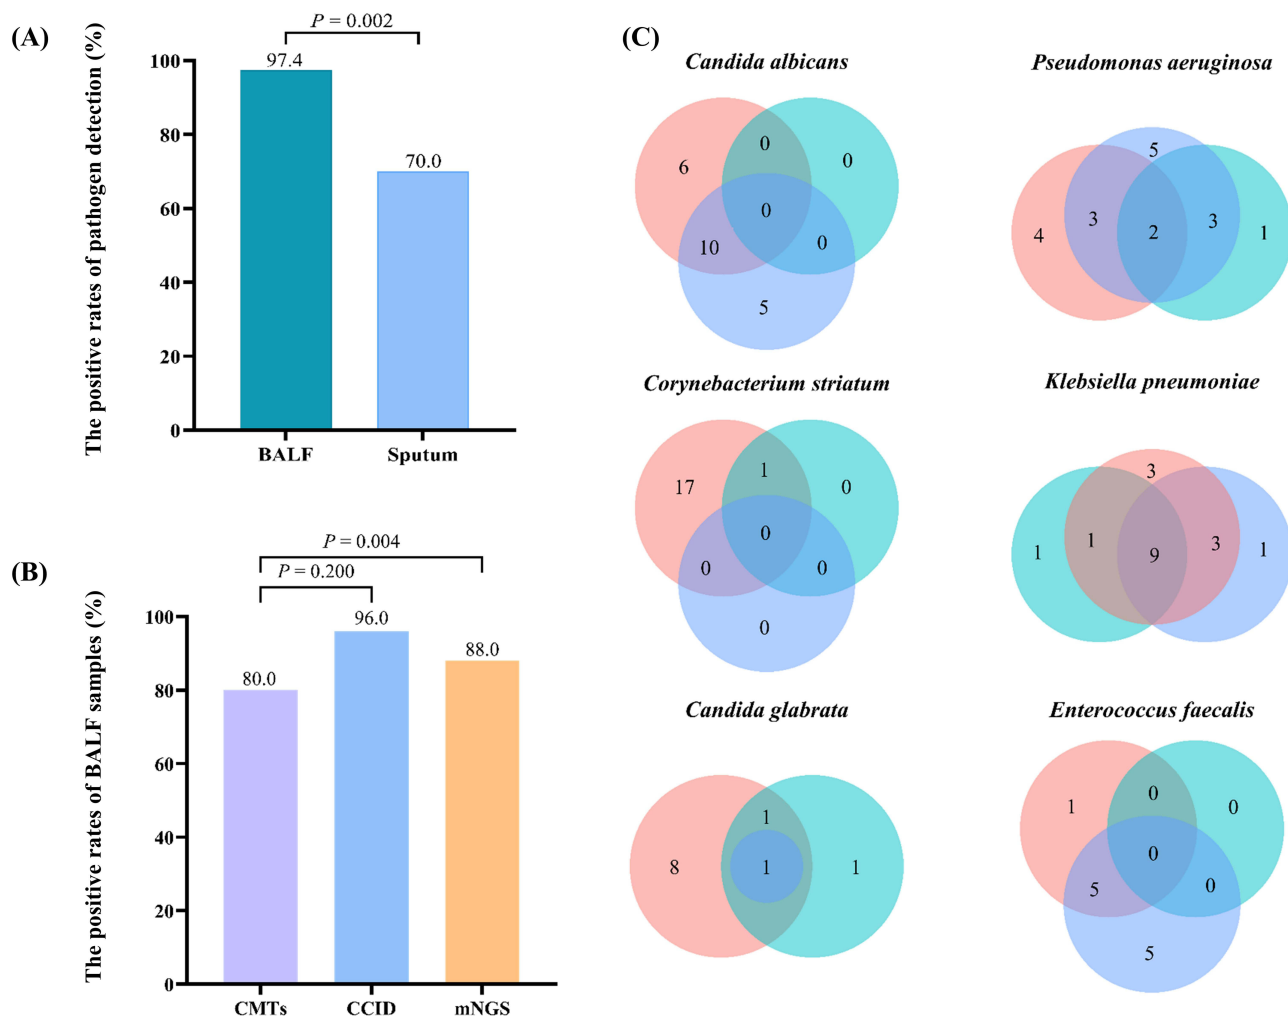 (A)
The positive rates of pathogen detection (%)
P = 0.002
100
80
60
40
20
0
97.4
70.0
BALF
Sputum
(B)
The positive rates of BALF samples (%)
P = 0.004
P = 0.200
100
80
60
40
20
0
80.0
96.0
88.0
CMTs
CCID
mNGS
(C)
Candida albicans
6
0
0
0
10
0
5
Pseudomonas aeruginosa
5
4
3
2
3
1
Corynebacterium striatum
17
1
0
0
0
0
0
Klebsiella pneumoniae
3
1
1
9
3
1
Candida glabrata
1
8
1
1
Enterococcus faecalis
1
0
0
0
5
0
5